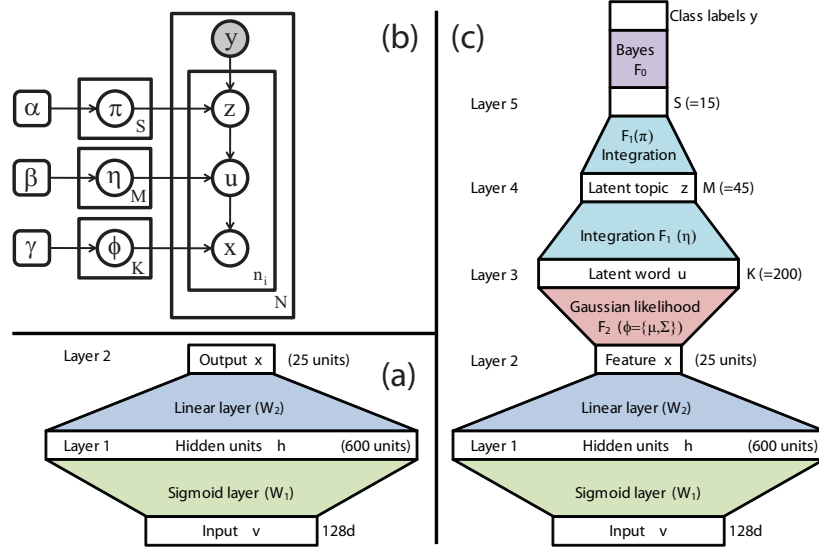 (b)
y
α
π
S
z
β
η
M
u
γ
ϕ
K
x
n_i
N
(a)
Layer 2
Output x
(25 units)
Linear layer (W₂)
Layer 1
Hidden units h
(600 units)
Sigmoid layer (W₁)
Input v
128d
(c)
Class labels y
Bayes
F₀
Layer 5
S (=15)
F₁(π)
Integration
Layer 4
Latent topic z
M (=45)
Integration F₁ (η)
Layer 3
Latent word u
K (=200)
Gaussian likelihood
F₂ (ϕ={μ,Σ})
Layer 2
Feature x
(25 units)
Linear layer (W₂)
Layer 1
Hidden units h
(600 units)
Sigmoid layer (W₁)
Input v
128d